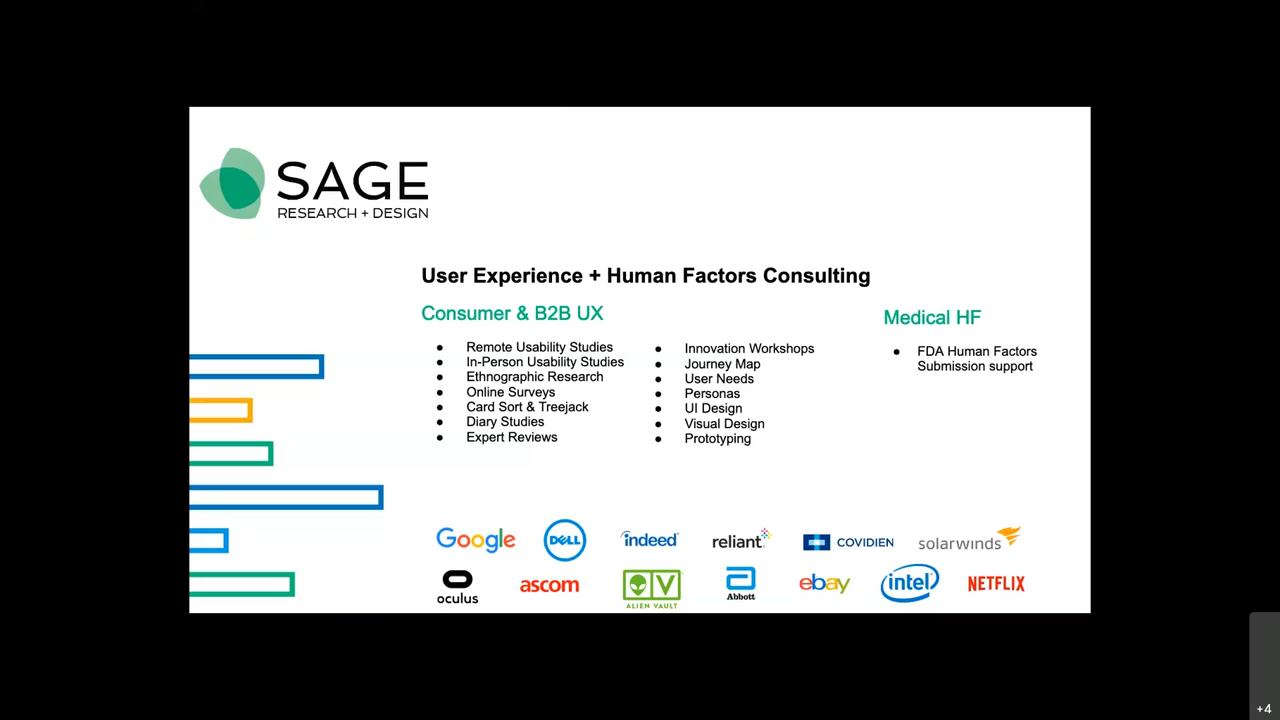 SAGE
RESEARCH + DESIGN
User Experience + Human Factors Consulting
Consumer & B2B UX
● Remote Usability Studies
● In-Person Usability Studies
● Ethnographic Research
● Online Surveys
● Card Sort & Treejack
● Diary Studies
● Expert Reviews
● Innovation Workshops
● Journey Map
● User Needs
● Personas
● UI Design
● Visual Design
● Prototyping
Medical HF
● FDA Human Factors
Submission support
Google
DELL
indeed
reliant
COVIDIEN
solarwinds
oculus
ascom
V
ALIEN VAULT
Abbott
ebay
intel
NETFLIX
+4